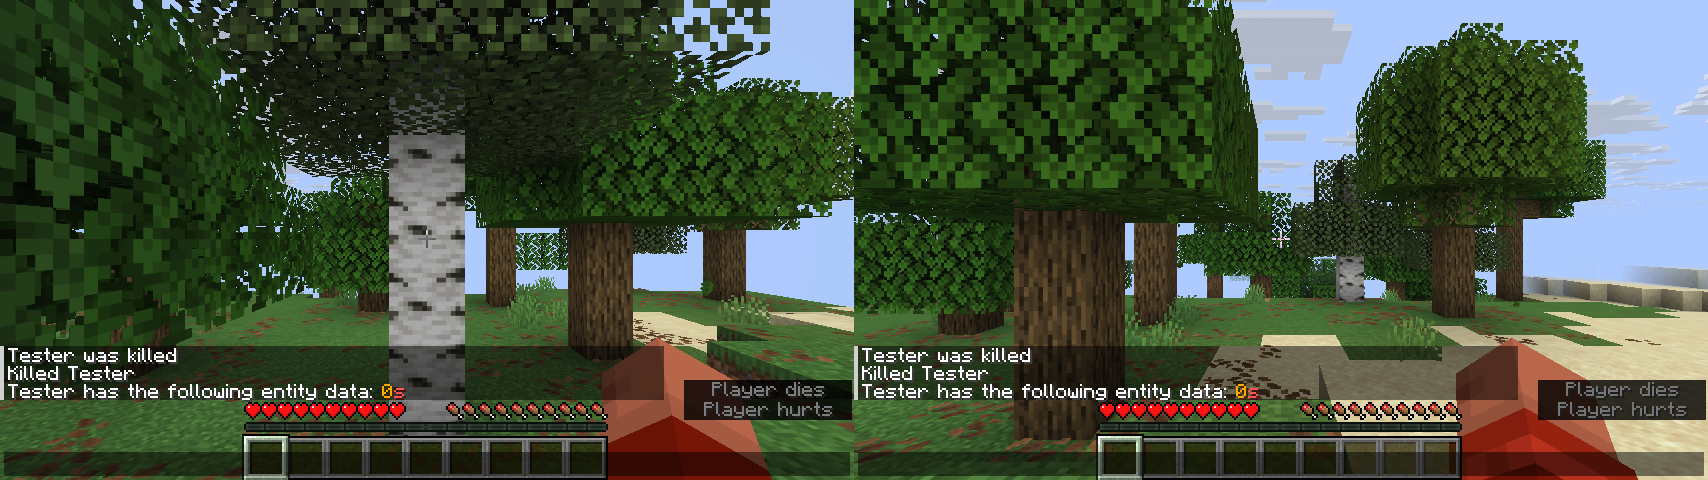 Tester was killed
Killed Tester
Tester has the following entity data: 0s
Player dies
Player hurts
Tester was killed
Killed Tester
Tester has the following entity data: 0s
Player dies
Player hurts